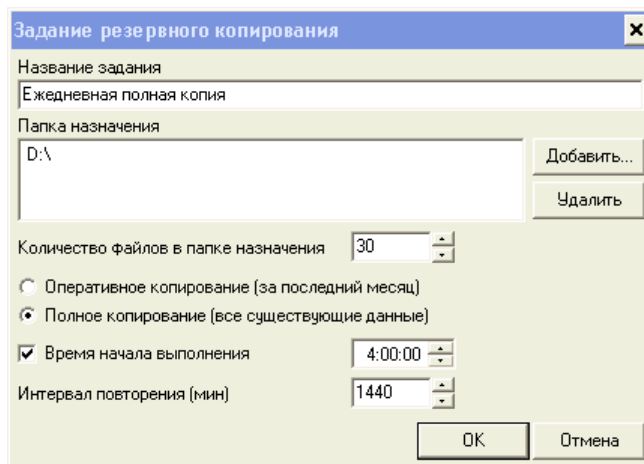 Задание резервного копирования
Название задания
Ежедневная полная копия
Папка назначения
D:\
Добавить...
Удалить
Количество файлов в папке назначения 30
Оперативное копирование (за последний месяц)
Полное копирование (все существующие данные)
Время начала выполнения 4:00:00
Интервал повторения (мин) 1440
OK Отмена